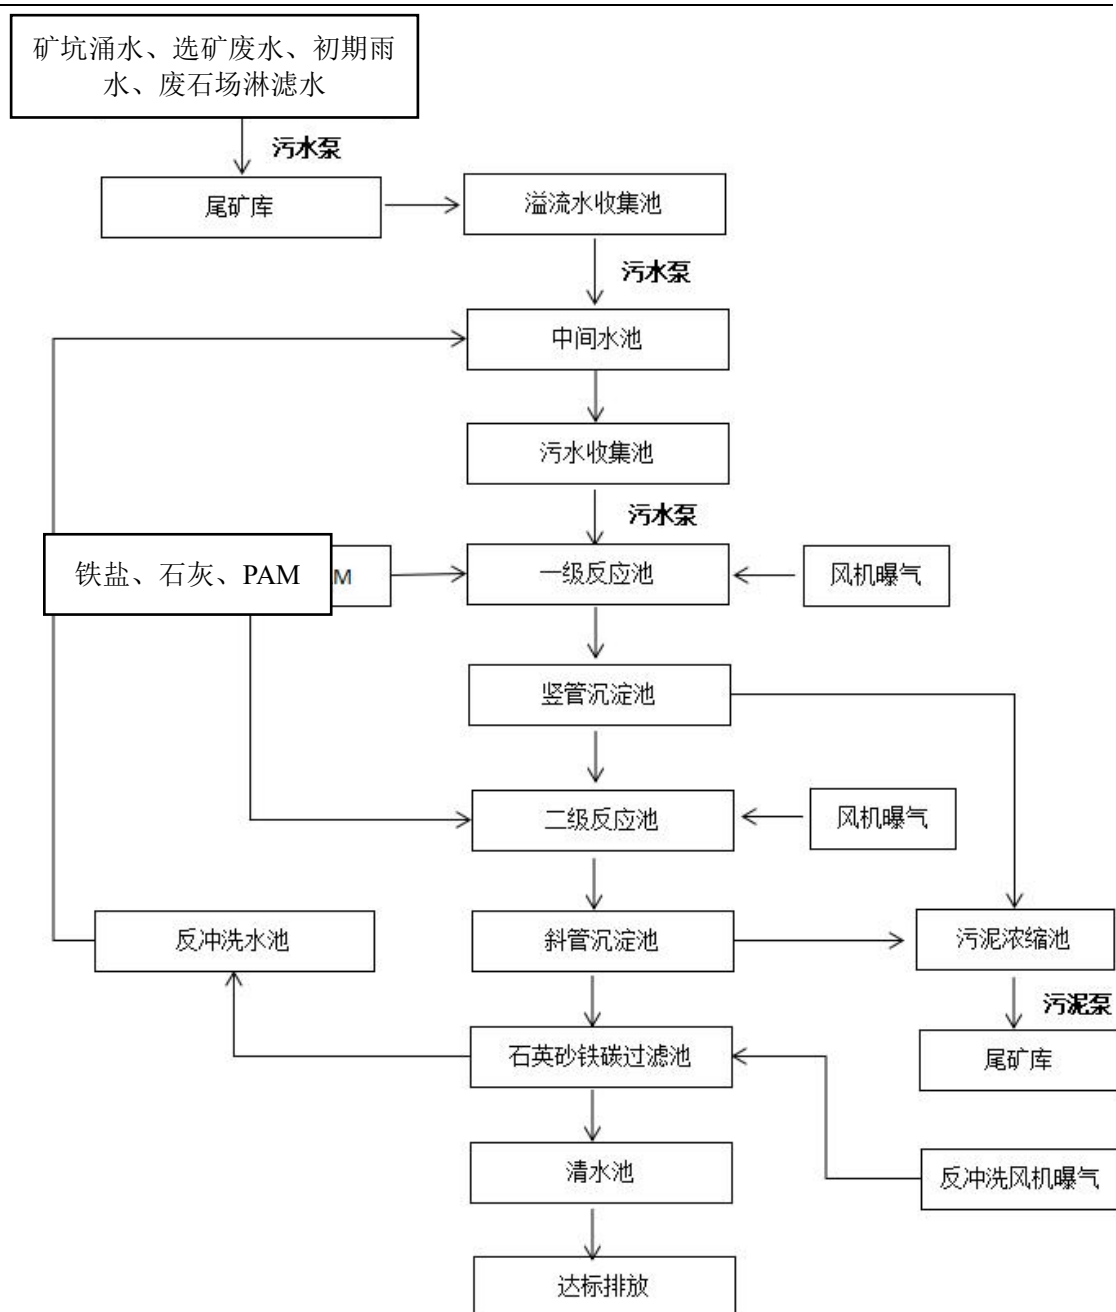 矿坑涌水、选矿废水、初期雨
水、废石场淋滤水
污水泵
尾矿库
溢流水收集池
污水泵
中间水池
污水收集池
污水泵
铁盐、石灰、PAM
M
一级反应池
风机曝气
竖管沉淀池
二级反应池
风机曝气
反冲洗水池
斜管沉淀池
污泥浓缩池
污泥泵
石英砂铁碳过滤池
尾矿库
清水池
反冲洗风机曝气
达标排放